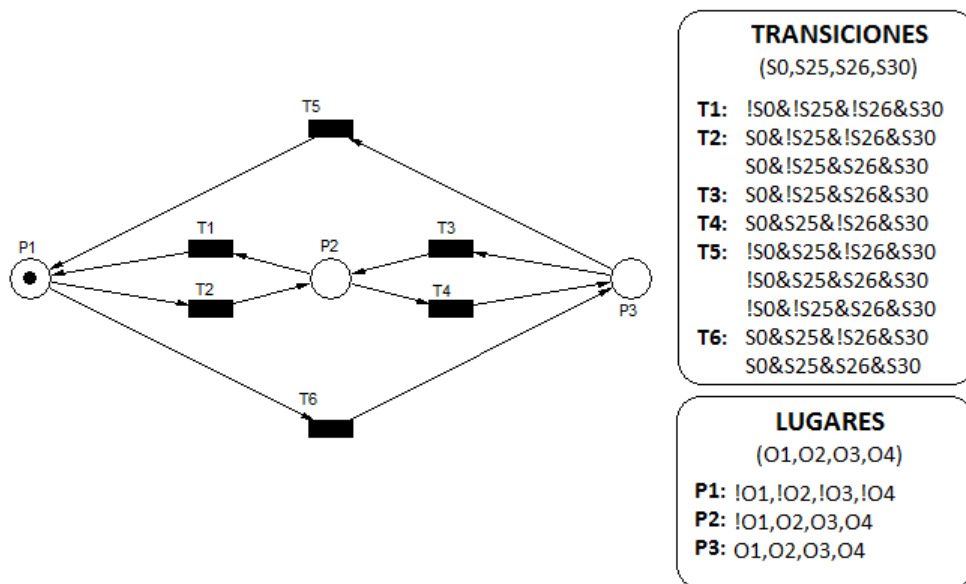 T5
P1
T1
P2
T3
T2
T4
P3
T6
TRANSICIONES
(S0,S25,S26,S30)
T1: !S0&!S25&!S26&S30
T2: S0&!S25&!S26&S30
S0&!S25&S26&S30
T3: S0&!S25&S26&S30
T4: S0&S25&!S26&S30
T5: !S0&S25&!S26&S30
!S0&S25&S26&S30
!S0&!S25&S26&S30
T6: S0&S25&!S26&S30
S0&S25&S26&S30
LUGARES
(O1,O2,O3,O4)
P1: !O1,!O2,!O3,!O4
P2: !O1,O2,O3,O4
P3: O1,O2,O3,O4